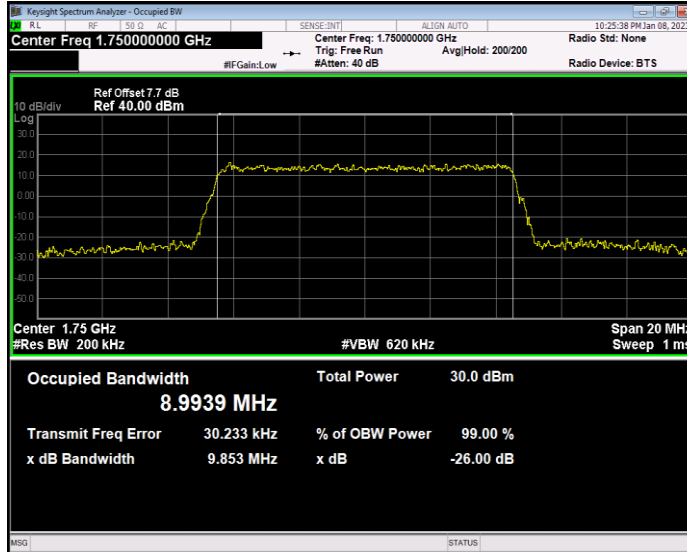 Keysight Spectrum Analyzer - Occupied BW
RL RF 50 Ω AC SENSE:INT ALIGN AUTO 10:25:38 PM Jan 08, 202
Center Freq 1.750000000 GHz Center Freq: 1.750000000 GHz Radio Std: None
Trig: Free Run Avg|Hold: 200/200
#IFGain:Low #Atten: 40 dB Radio Device: BTS
Ref Offset 7.7 dB
10 dB/div Ref 40.00 dBm
Log
30.0
20.0
10.0
0.00
-10.0
-20.0
-30.0
-40.0
-50.0
Center 1.75 GHz Span 20 MHz
#Res BW 200 kHz #VBW 620 kHz Sweep 1 ms
Occupied Bandwidth Total Power 30.0 dBm
8.9939 MHz
Transmit Freq Error 30.233 kHz % of OBW Power 99.00 %
x dB Bandwidth 9.853 MHz x dB -26.00 dB
MSG STATUS